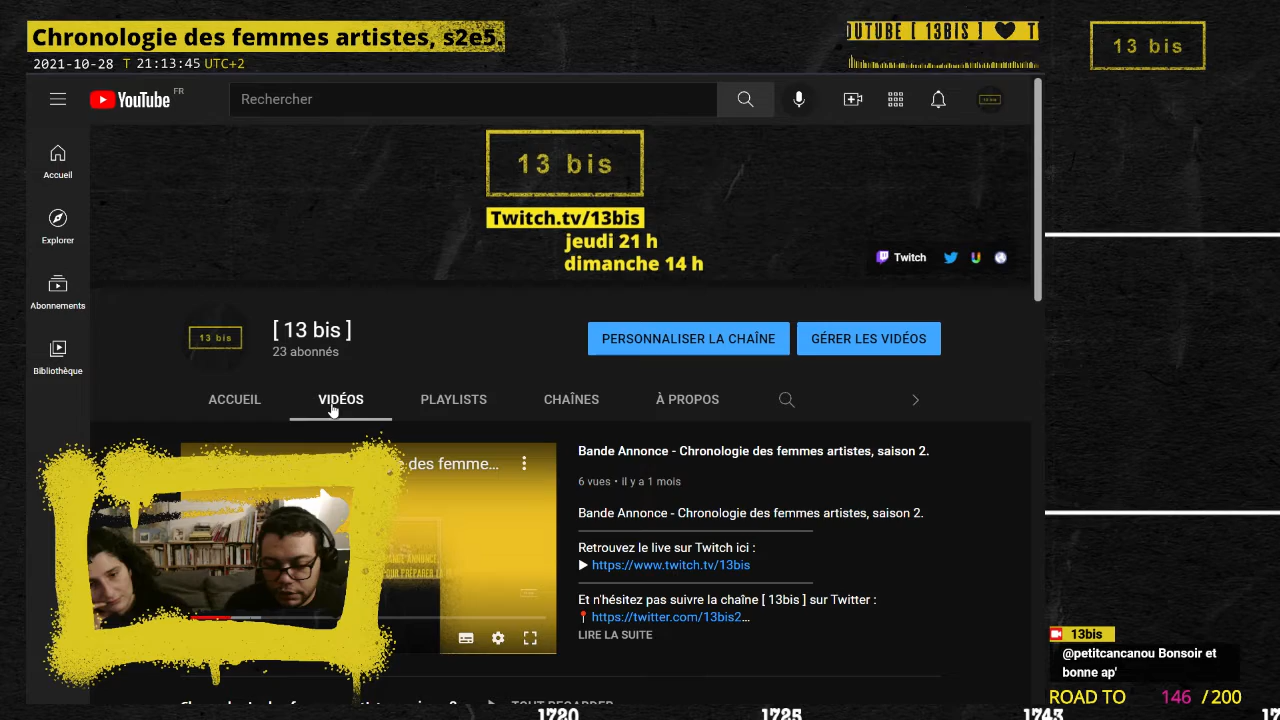 Chronologie des femmes artistes, s2e5,
2021-10-28 T 21:13:45 UTC+2
OUTUBE [ 13BIS ] ♥ T
13 bis
YouTube FR
Rechercher
13 bis
Twitch.tv/13bis
jeudi 21 h
dimanche 14 h
Twitch
Accueil
Explorer
Abonnements
Bibliothèque
13 bis
[ 13 bis ]
23 abonnés
PERSONNALISER LA CHAÎNE
GÉRER LES VIDÉOS
ACCUEIL
VIDÉOS
PLAYLISTS
CHAÎNES
À PROPOS
des femme...
Bande Annonce - Chronologie des femmes artistes, saison 2.
6 vues • il y a 1 mois
Bande Annonce - Chronologie des femmes artistes, saison 2.
Retrouvez le live sur Twitch ici :
▶ https://www.twitch.tv/13bis
Et n'hésitez pas suivre la chaîne [ 13bis ] sur Twitter :
https://twitter.com/13bis2...
LIRE LA SUITE
TOUT REGARDER
13bis
@petitcancanou Bonsoir et
bonne ap'
ROAD TO 146 / 200
1720
1725
1743